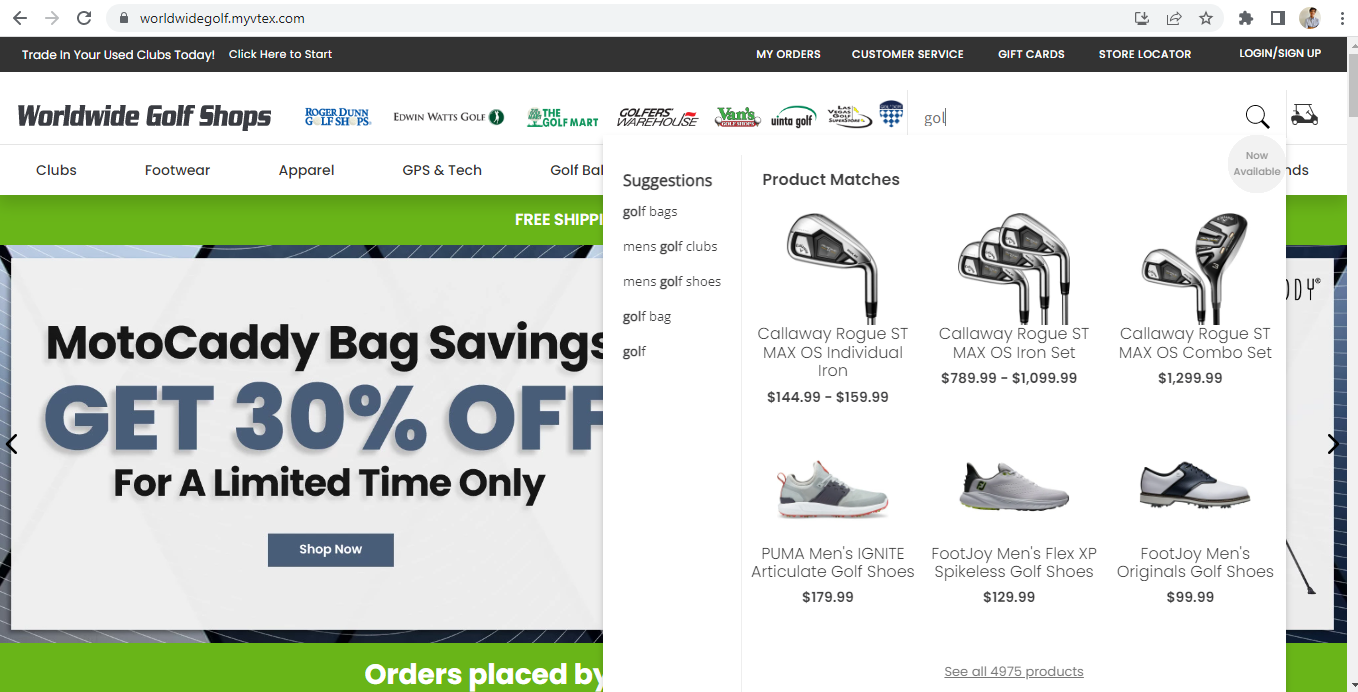 worldwidegolf.myvtex.com
Trade In Your Used Clubs Today! Click Here to Start
MY ORDERS CUSTOMER SERVICE GIFT CARDS STORE LOCATOR LOGIN/SIGN UP
Worldwide Golf Shops
ROGER DUNN GOLF SHOPS
EDWIN WATTS GOLF
THE GOLF MART
GOLFERS' WAREHOUSE
Van's GOLF SHOPS
uinta golf
LAS VEGAS GOLF SUPERSTORE
gol
Clubs Footwear Apparel GPS & Tech Golf Bal nds
Now
Available
FREE SHIPPI
Suggestions
golf bags
mens golf clubs
mens golf shoes
golf bag
golf
Product Matches
Callaway Rogue ST
MAX OS Individual
Iron
$144.99 - $159.99
Callaway Rogue ST
MAX OS Iron Set
$789.99 - $1,099.99
Callaway Rogue ST
MAX OS Combo Set
$1,299.99
PUMA Men's IGNITE
Articulate Golf Shoes
$179.99
FootJoy Men's Flex XP
Spikeless Golf Shoes
$129.99
FootJoy Men's
Originals Golf Shoes
$99.99
See all 4975 products
MotoCaddy Bag Savings
GET 30% OFF
For A Limited Time Only
Shop Now
DDY®
Orders placed by